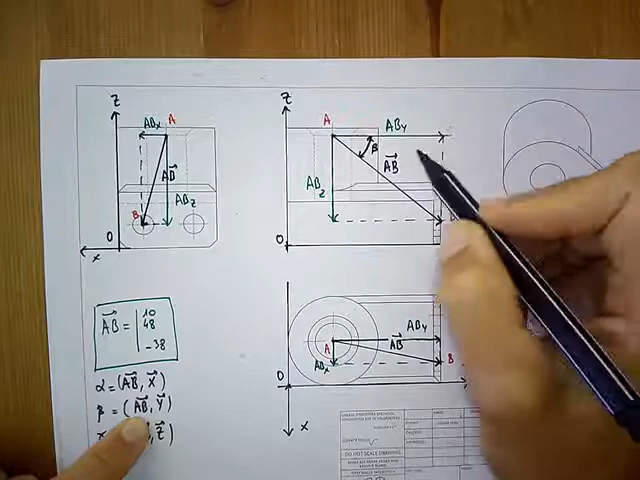 Z
ABx
A
AB
ABz
B
O
x
Z
A
ABy
β
AB
ABz
O
A
ABy
AB
ABx
B
O
x
AB = 10
48
-38
α = (AB, X)
β = (AB, Y)
Z)
DO NOT SCALE DRAWING